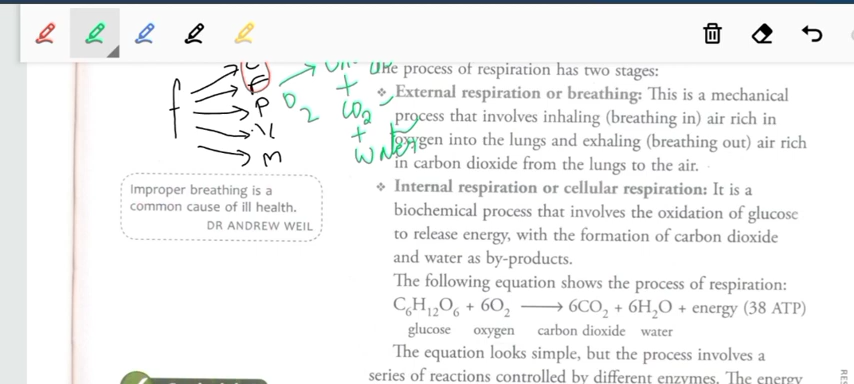 f
F
P
M
O2
+
CO2
+
Water
The process of respiration has two stages:
❖ External respiration or breathing: This is a mechanical
process that involves inhaling (breathing in) air rich in
oxygen into the lungs and exhaling (breathing out) air rich
in carbon dioxide from the lungs to the air.
Improper breathing is a
common cause of ill health.
DR ANDREW WEIL
❖ Internal respiration or cellular respiration: It is a
biochemical process that involves the oxidation of glucose
to release energy, with the formation of carbon dioxide
and water as by-products.
The following equation shows the process of respiration:
C6H12O6 + 6O2 ⟶ 6CO2 + 6H2O + energy (38 ATP)
glucose oxygen carbon dioxide water
The equation looks simple, but the process involves a
series of reactions controlled by different enzymes. The energy